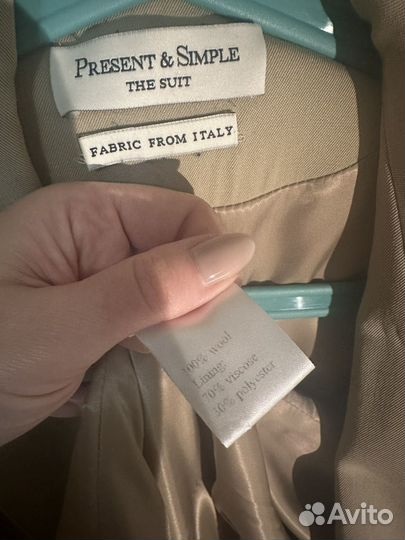 PRESENT & SIMPLE
THE SUIT
FABRIC FROM ITALY
100% wool
Lining:
70% viscose
30% polyester
Avito